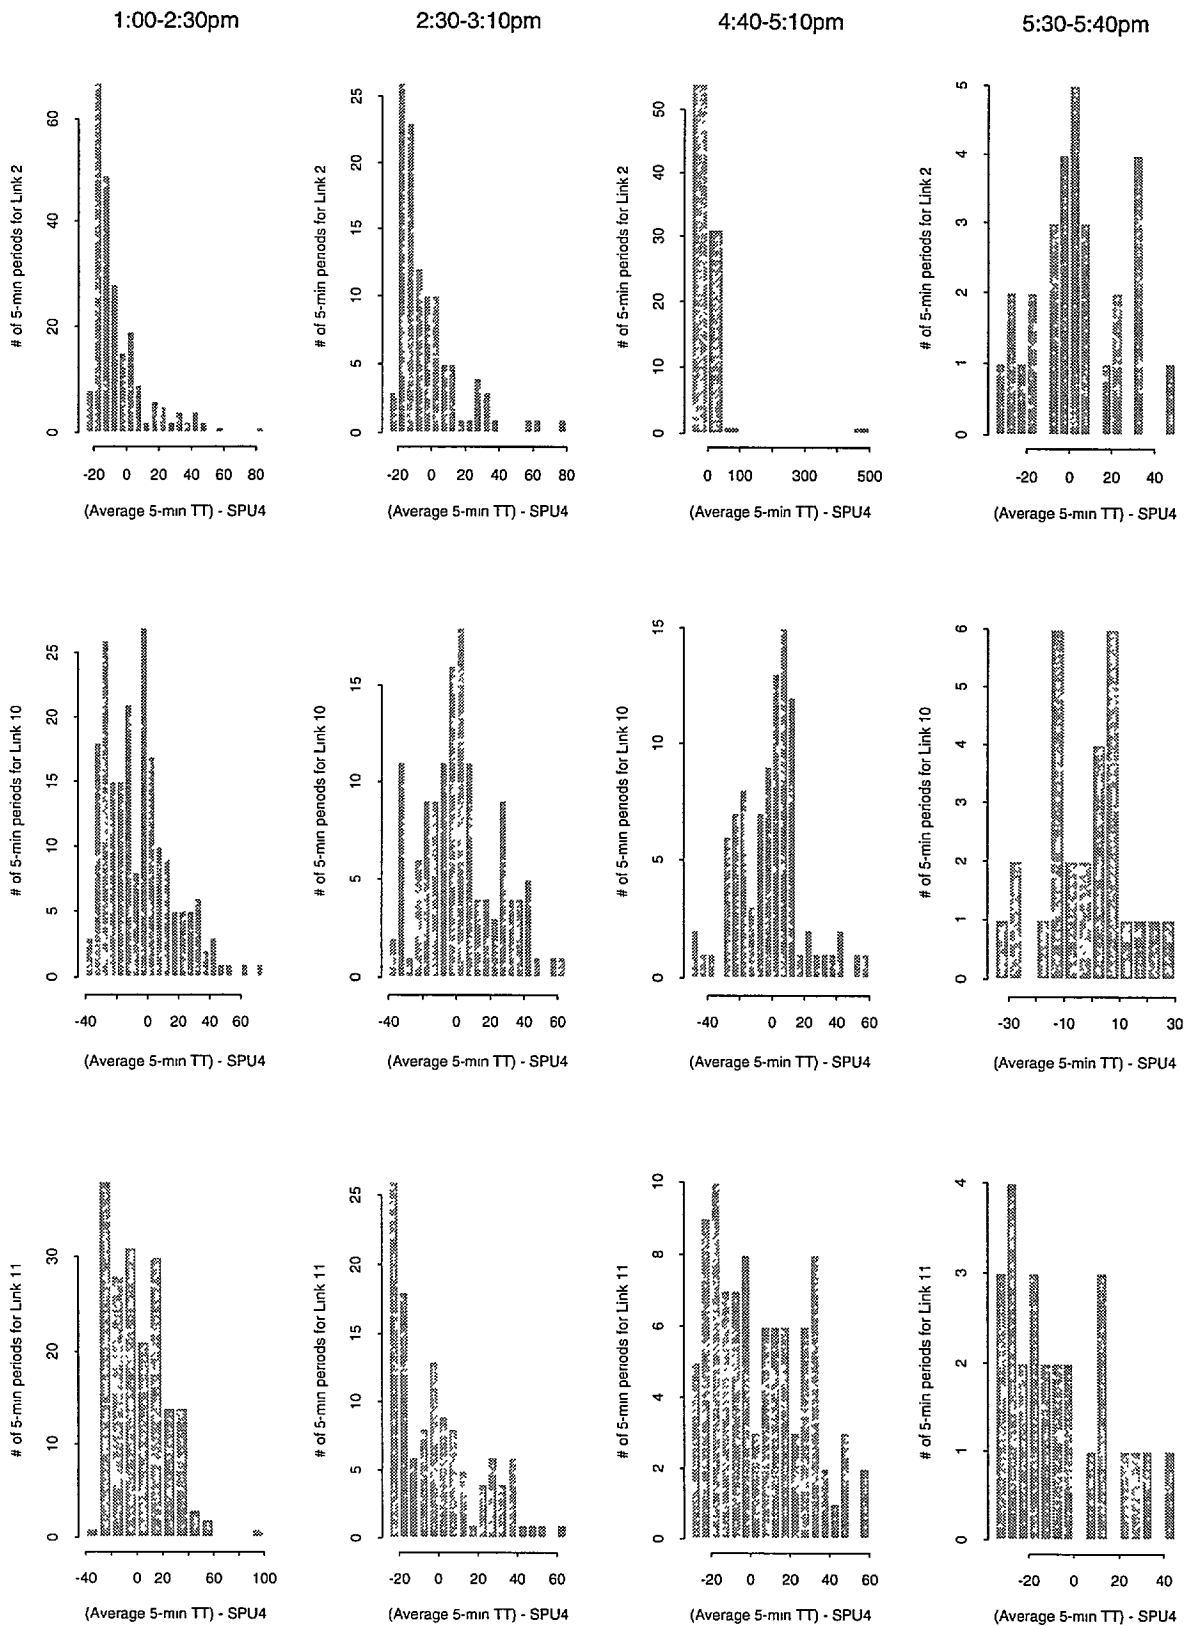 1:00-2:30pm 2:30-3:10pm 4:40-5:10pm 5:30-5:40pm
# of 5-min periods for Link 2
0 20 40 60
-20 0 20 40 60 80
(Average 5-min TT) - SPU4
# of 5-min periods for Link 2
0 5 10 15 20 25
-20 0 20 40 60 80
(Average 5-min TT) - SPU4
# of 5-min periods for Link 2
0 10 20 30 40 50
0 100 300 500
(Average 5-min TT) - SPU4
# of 5-min periods for Link 2
0 1 2 3 4 5
-20 0 20 40
(Average 5-min TT) - SPU4
# of 5-min periods for Link 10
0 5 10 15 20 25
-40 0 20 40 60
(Average 5-min TT) - SPU4
# of 5-min periods for Link 10
0 5 10 15
-40 0 20 40 60
(Average 5-min TT) - SPU4
# of 5-min periods for Link 10
0 5 10 15
-40 0 20 40 60
(Average 5-min TT) - SPU4
# of 5-min periods for Link 10
0 1 2 3 4 5 6
-30 -10 10 30
(Average 5-min TT) - SPU4
# of 5-min periods for Link 11
0 10 20 30
-40 0 20 60 100
(Average 5-min TT) - SPU4
# of 5-min periods for Link 11
0 5 10 15 20 25
-20 0 20 40 60
(Average 5-min TT) - SPU4
# of 5-min periods for Link 11
0 2 4 6 8 10
-20 0 20 40 60
(Average 5-min TT) - SPU4
# of 5-min periods for Link 11
0 1 2 3 4
-20 0 20 40
(Average 5-min TT) - SPU4